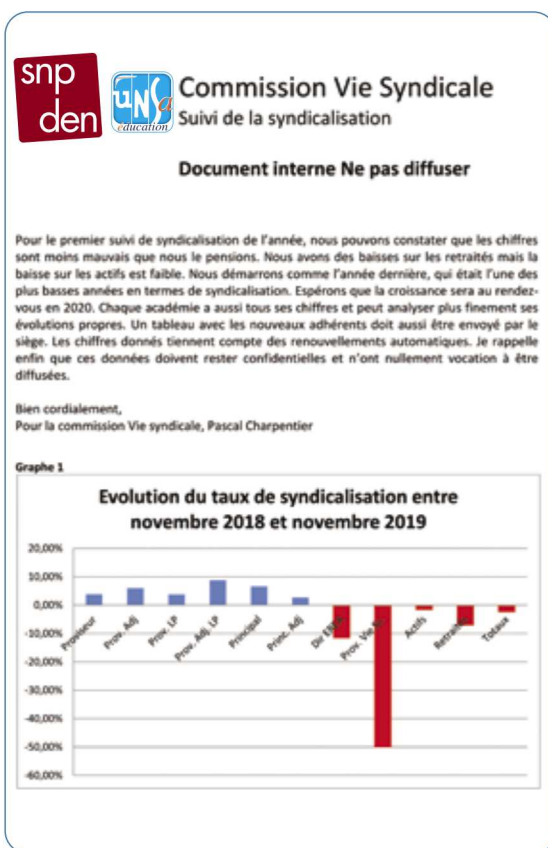 snp
den
UNSa
éducation
Commission Vie Syndicale
Suivi de la syndicalisation
Document interne Ne pas diffuser
Pour le premier suivi de syndicalisation de l'année, nous pouvons constater que les chiffres
sont moins mauvais que nous le pensions. Nous avons des baisses sur les retraités mais la
baisse sur les actifs est faible. Nous démarrons comme l'année dernière, qui était l'une des
plus basses années en termes de syndicalisation. Espérons que la croissance sera au rendez-
vous en 2020. Chaque académie a aussi tous ses chiffres et peut analyser plus finement ses
évolutions propres. Un tableau avec les nouveaux adhérents doit aussi être envoyé par le
siège. Les chiffres donnés tiennent compte des renouvellements automatiques. Je rappelle
enfin que ces données doivent rester confidentielles et n'ont nullement vocation à être
diffusées.
Bien cordialement,
Pour la commission Vie syndicale, Pascal Charpentier
Graphe 1
Evolution du taux de syndicalisation entre
novembre 2018 et novembre 2019
20,00%
10,00%
0,00%
-10,00%
-20,00%
-30,00%
-40,00%
-50,00%
-60,00%
Proviseur
Prov. Adj
Prov. LP
Prov. Adj. LP
Principal
Princ. Adj
Dir
Prov. Vie
Actifs
Retraités
Totaux